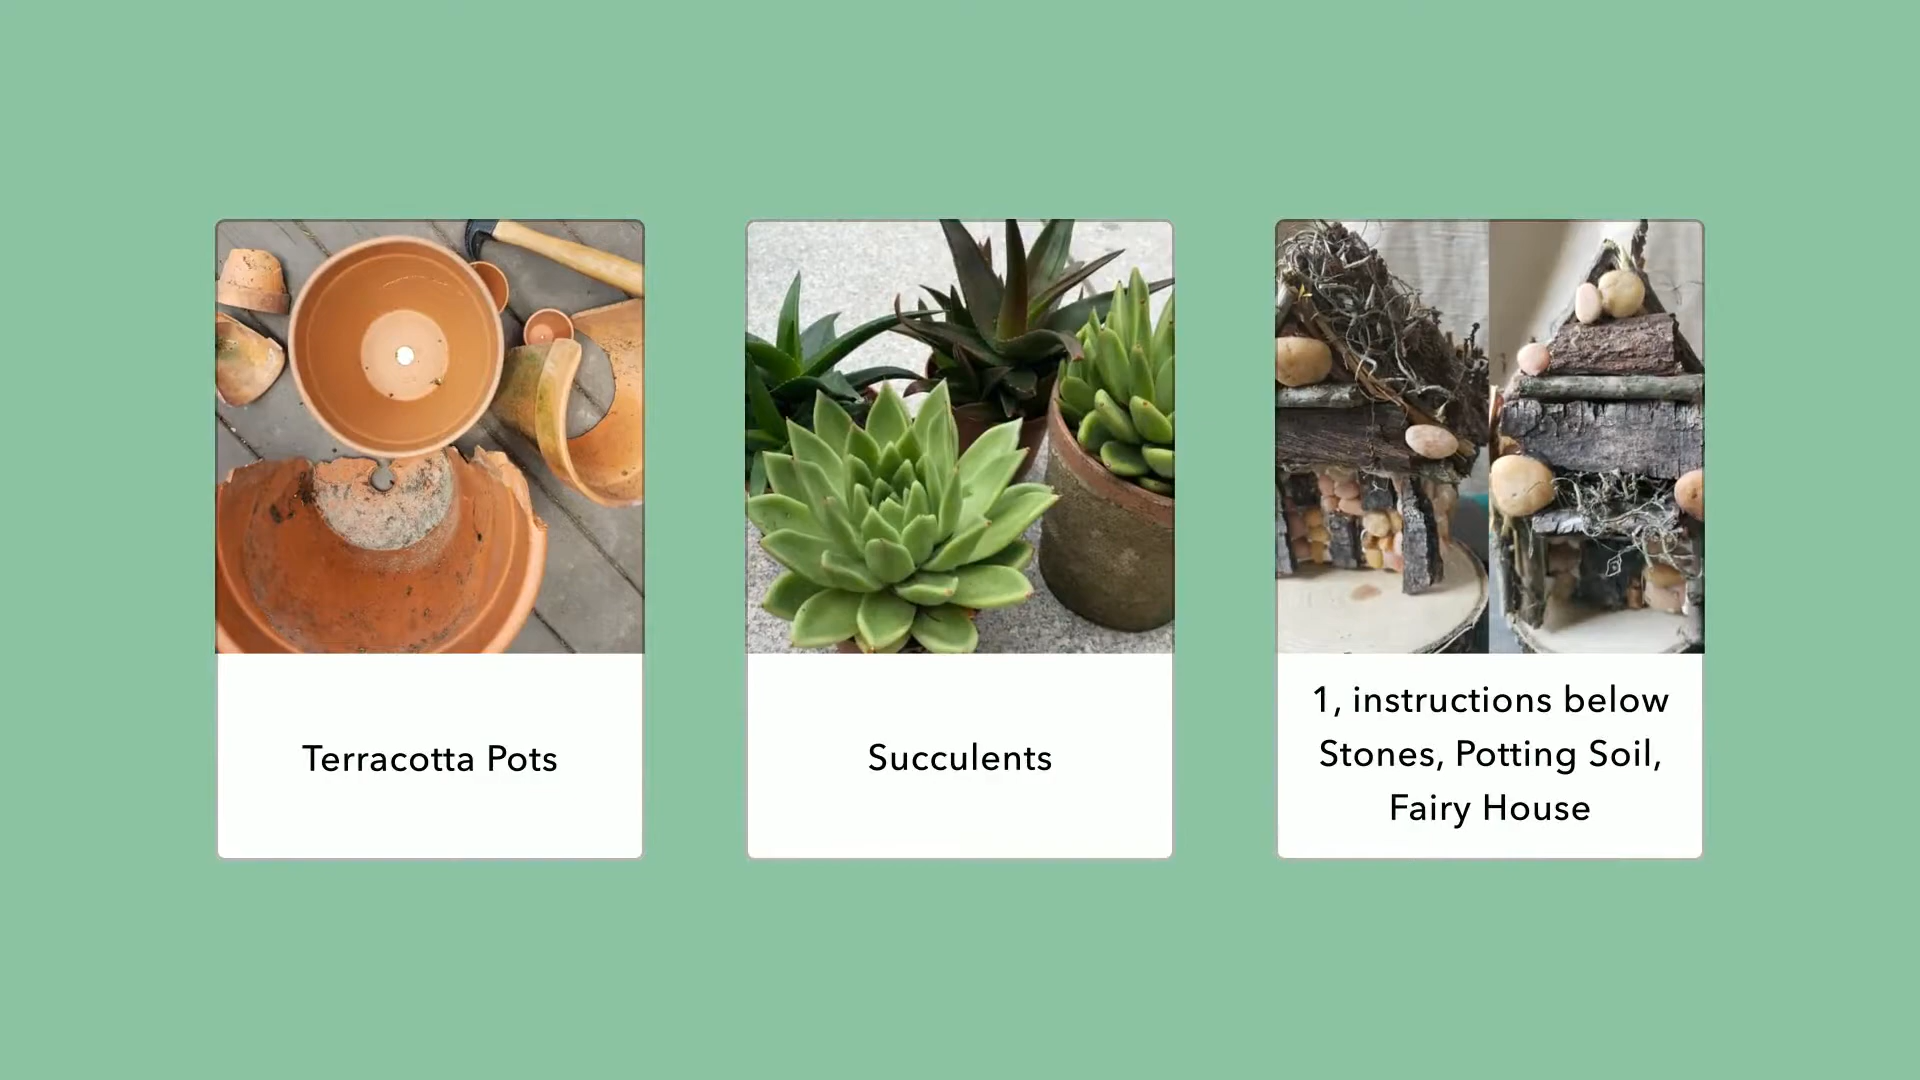 Terracotta Pots
Succulents
1, instructions below
Stones, Potting Soil,
Fairy House